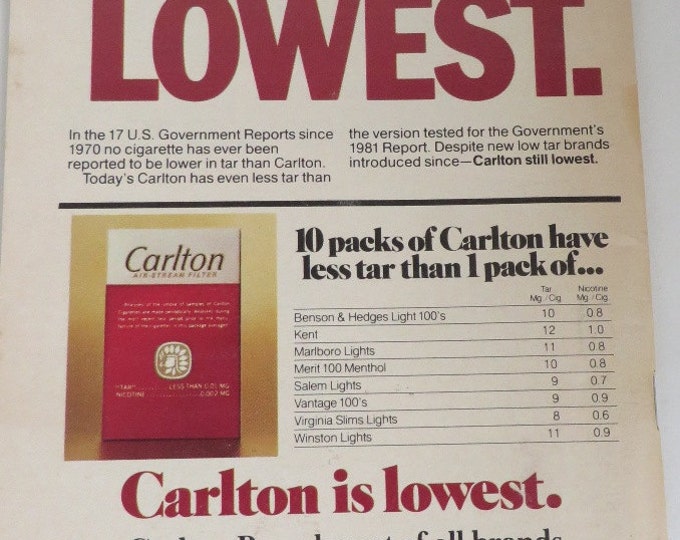 LOWEST.
In the 17 U.S. Government Reports since
1970 no cigarette has ever been
reported to be lower in tar than Carlton.
Today's Carlton has even less tar than
the version tested for the Government's
1981 Report. Despite new low tar brands
introduced since—Carlton still lowest.
Carlton
AIR-STREAM FILTER
"TAR" LESS THAN 0.01 MG
NICOTINE 0.002 MG
10 packs of Carlton have
less tar than 1 pack of...
Tar Nicotine
Mg./Cig. Mg./Cig.
Benson & Hedges Light 100's 10 0.8
Kent 12 1.0
Marlboro Lights 11 0.8
Merit 100 Menthol 10 0.8
Salem Lights 9 0.7
Vantage 100's 9 0.9
Virginia Slims Lights 8 0.6
Winston Lights 11 0.9
Carlton is lowest.
of all brands